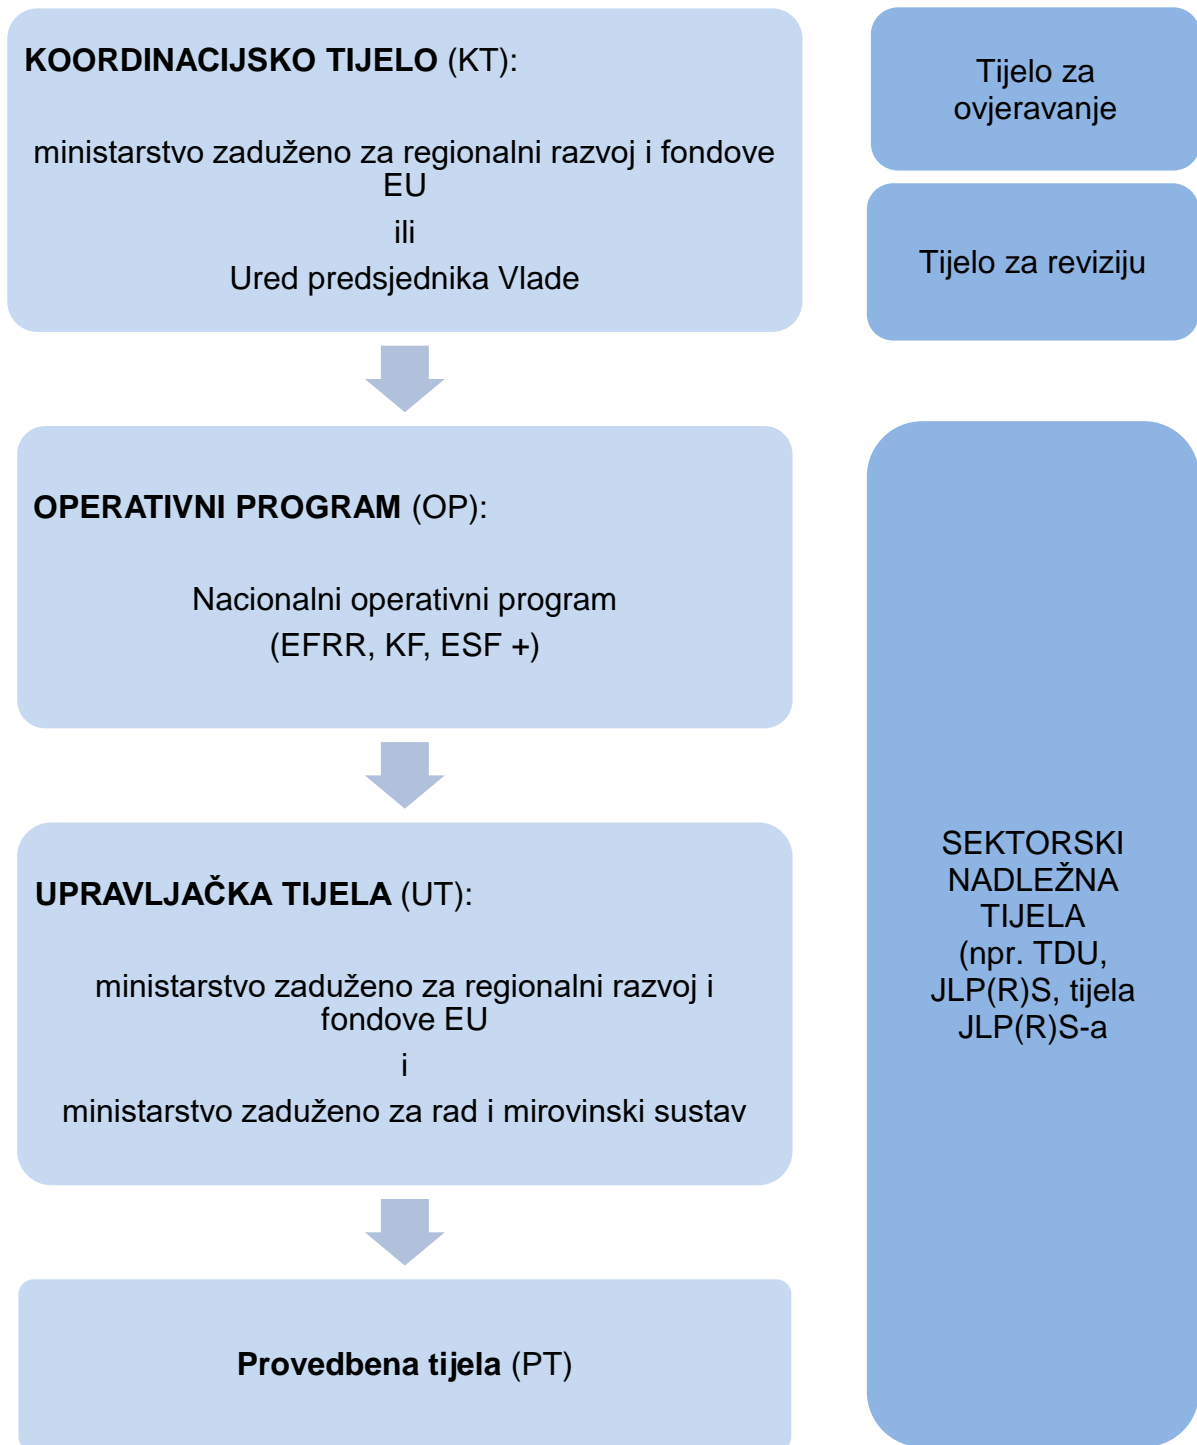 KOORDINACIJSKO TIJELO (KT):
ministarstvo zaduženo za regionalni razvoj i fondove
EU
ili
Ured predsjednika Vlade
Tijelo za
ovjeravanje
Tijelo za reviziju
OPERATIVNI PROGRAM (OP):
Nacionalni operativni program
(EFRR, KF, ESF +)
UPRAVLJAČKA TIJELA (UT):
ministarstvo zaduženo za regionalni razvoj i
fondove EU
i
ministarstvo zaduženo za rad i mirovinski sustav
Provedbena tijela (PT)
SEKTORSKI
NADLEŽNA
TIJELA
(npr. TDU,
JLP(R)S, tijela
JLP(R)S-a